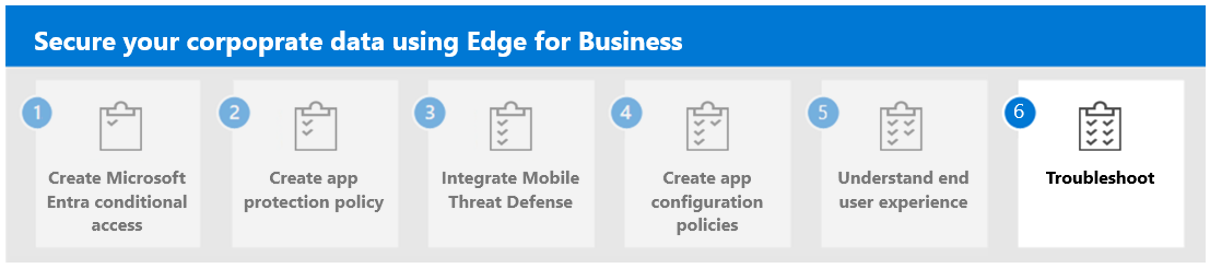 Secure your corpoprate data using Edge for Business
1
Create Microsoft
Entra conditional
access
2
Create app
protection policy
3
Integrate Mobile
Threat Defense
4
Create app
configuration
policies
5
Understand end
user experience
6
Troubleshoot